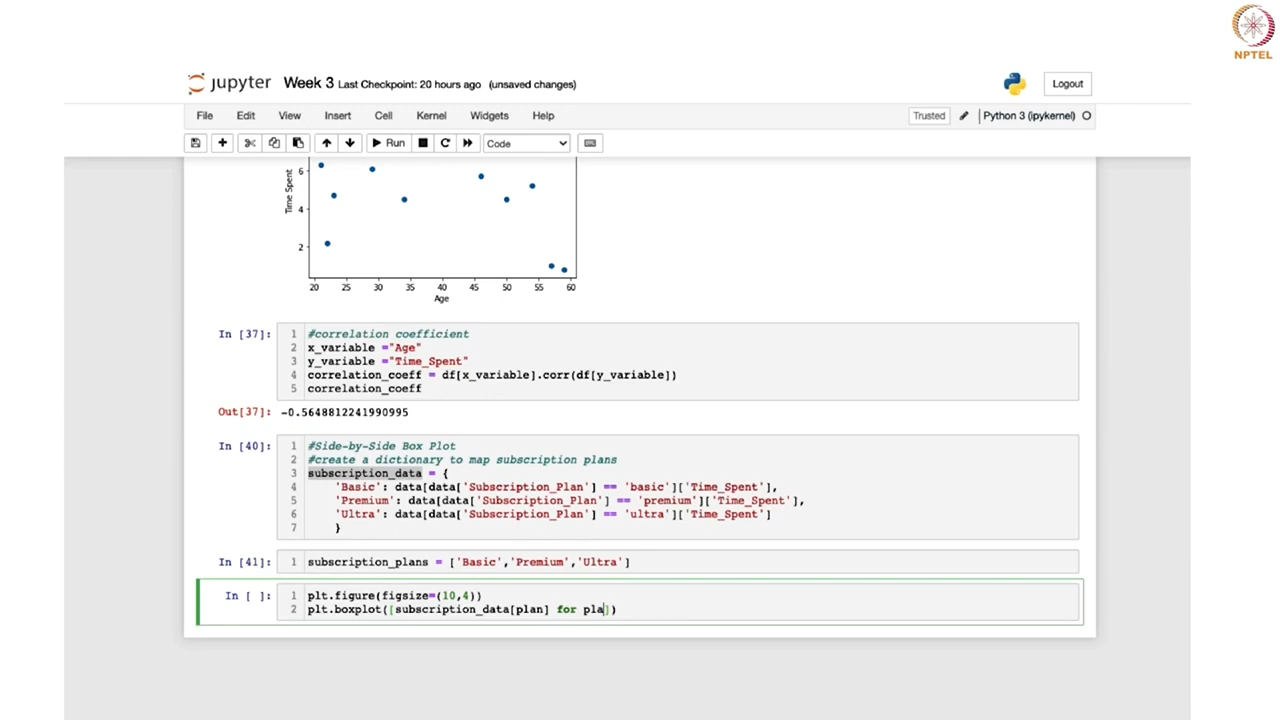 NPTEL
jupyter Week 3 Last Checkpoint: 20 hours ago (unsaved changes)
Logout
File Edit View Insert Cell Kernel Widgets Help
Trusted Python 3 (ipykernel)
Run Code
6
4
2
Time Spent
20 25 30 35 40 45 50 55 60
Age
In [37]:
1 #correlation coefficient
2 x_variable ="Age"
3 y_variable ="Time_Spent"
4 correlation_coeff = df[x_variable].corr(df[y_variable])
5 correlation_coeff
Out[37]: -0.5648812241990995
In [40]:
1 #Side-by-Side Box Plot
2 #create a dictionary to map subscription plans
3 subscription_data = {
4 'Basic': data[data['Subscription_Plan'] == 'basic']['Time_Spent'],
5 'Premium': data[data['Subscription_Plan'] == 'premium']['Time_Spent'],
6 'Ultra': data[data['Subscription_Plan'] == 'ultra']['Time_Spent']
7 }
In [41]: 1 subscription_plans = ['Basic','Premium','Ultra']
In [ ]:
1 plt.figure(figsize=(10,4))
2 plt.boxplot([subscription_data[plan] for pla])